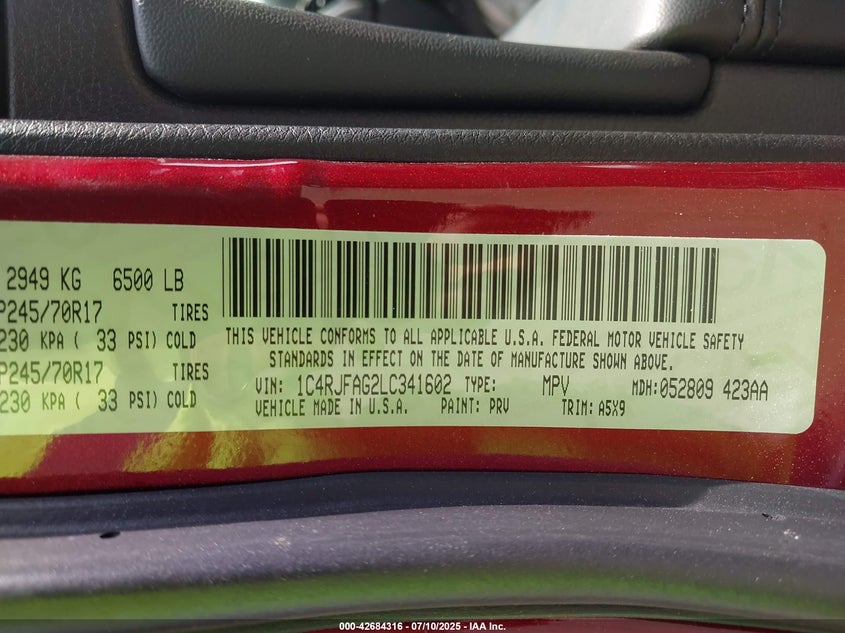 2949 KG 6500 LB
P245/70R17 TIRES
230 KPA ( 33 PSI) COLD
P245/70R17 TIRES
230 KPA ( 33 PSI) COLD
THIS VEHICLE CONFORMS TO ALL APPLICABLE U.S.A. FEDERAL MOTOR VEHICLE SAFETY
STANDARDS IN EFFECT ON THE DATE OF MANUFACTURE SHOWN ABOVE.
VIN: 1C4RJFAG2LC341602 TYPE: MPV MDH:052809 423AA
VEHICLE MADE IN U.S.A. PAINT: PRV TRIM: A5X9
000-42684316 - 07/10/2025 - IAA Inc.